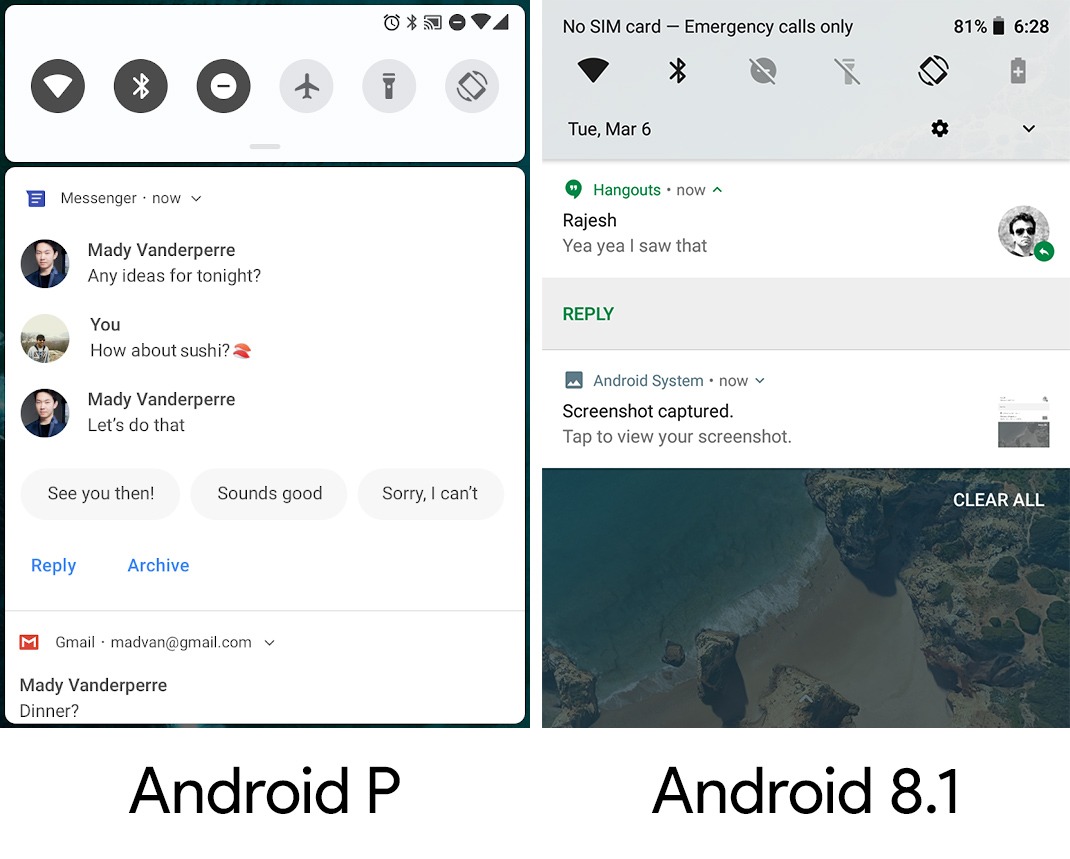 Messenger · now
Mady Vanderperre
Any ideas for tonight?
You
How about sushi?🍣
Mady Vanderperre
Let's do that
See you then! Sounds good Sorry, I can't
Reply Archive
Gmail · madvan@gmail.com
Mady Vanderperre
Dinner?
Android P
No SIM card — Emergency calls only 81% 6:28
Tue, Mar 6
Hangouts • now
Rajesh
Yea yea I saw that
REPLY
Android System • now
Screenshot captured.
Tap to view your screenshot.
CLEAR ALL
Android 8.1